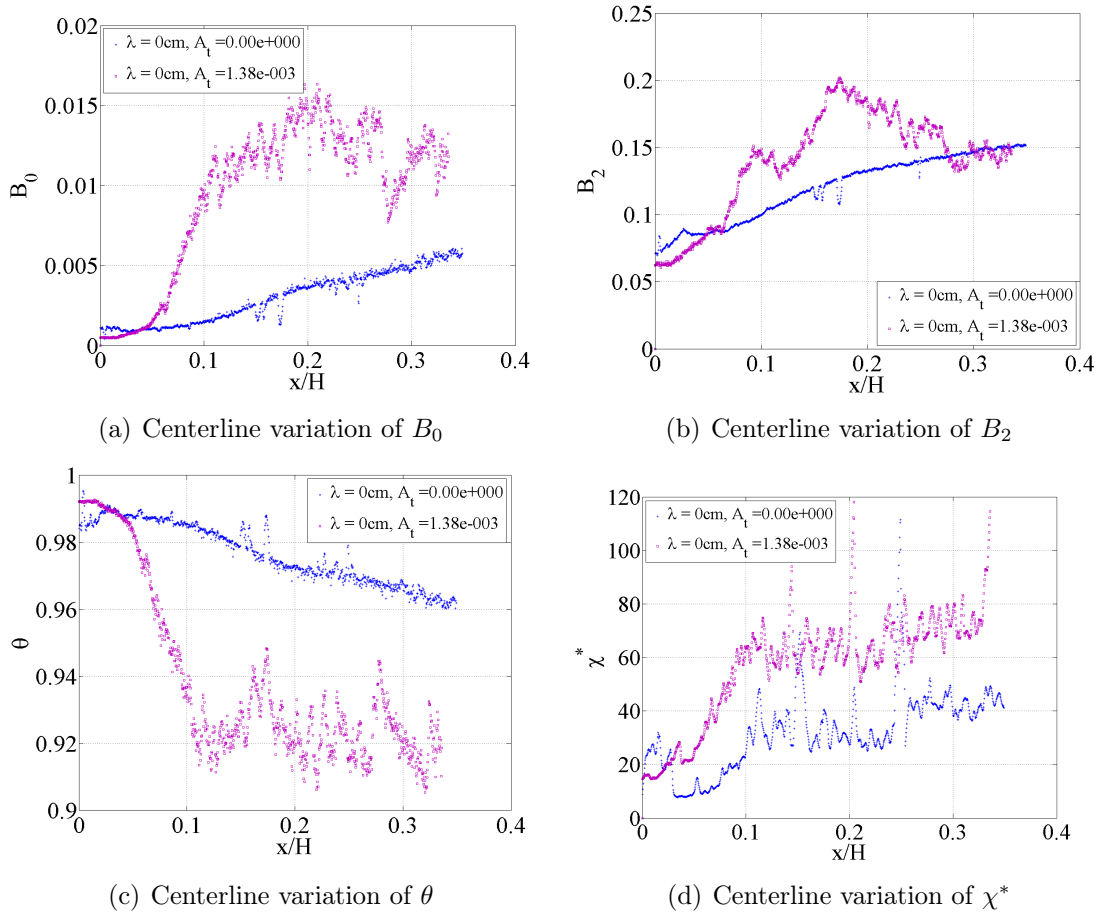 0.02
0.015
0.01
0.005
0
B_0
λ = 0cm, A_t =0.00e+000
λ = 0cm, A_t =1.38e-003
0 0.1 0.2 0.3 0.4
x/H
(a) Centerline variation of B_0
0.25
0.2
0.15
0.1
0.05
0
B_2
λ = 0cm, A_t =0.00e+000
λ = 0cm, A_t =1.38e-003
0 0.1 0.2 0.3 0.4
x/H
(b) Centerline variation of B_2
1
0.98
0.96
0.94
0.92
0.9
θ
λ = 0cm, A_t =0.00e+000
λ = 0cm, A_t =1.38e-003
0 0.1 0.2 0.3 0.4
x/H
(c) Centerline variation of θ
120
100
80
60
40
20
0
χ*
λ = 0cm, A_t =0.00e+000
λ = 0cm, A_t =1.38e-003
0 0.1 0.2 0.3 0.4
x/H
(d) Centerline variation of χ*